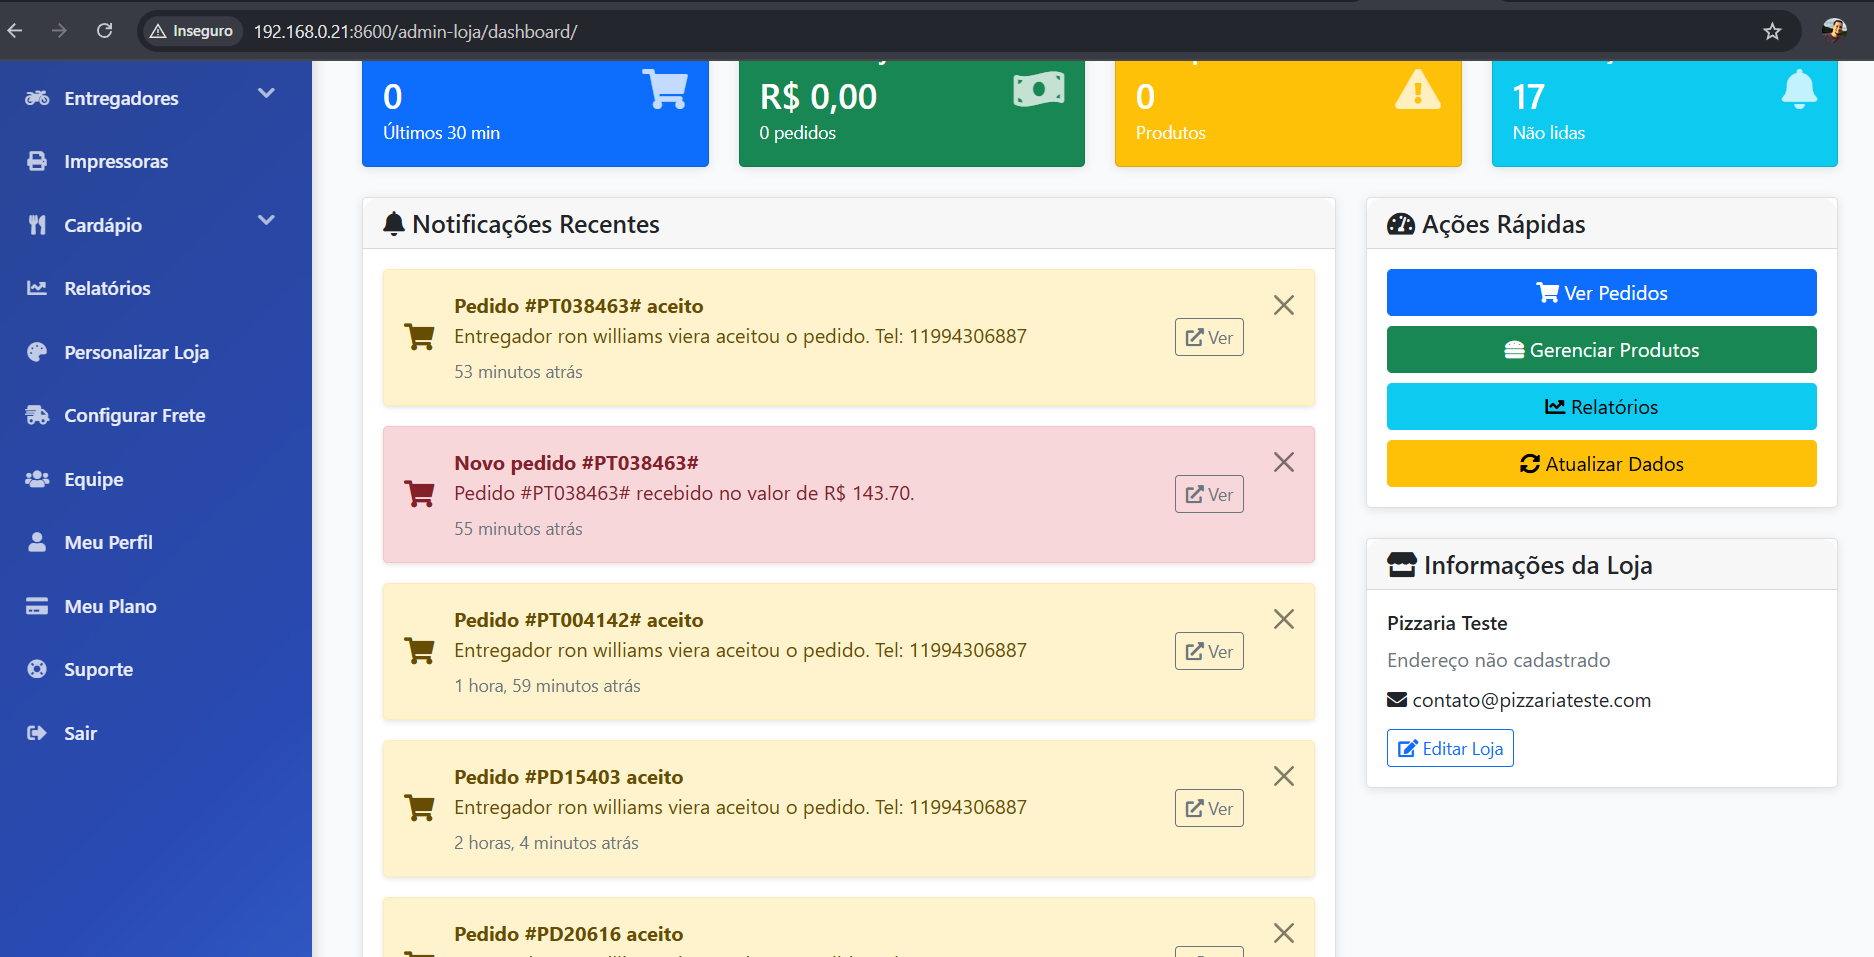 Inseguro
192.168.0.21:8600/admin-loja/dashboard/
Entregadores
Impressoras
Cardápio
Relatórios
Personalizar Loja
Configurar Frete
Equipe
Meu Perfil
Meu Plano
Suporte
Sair
0
Últimos 30 min
R$ 0,00
0 pedidos
0
Produtos
17
Não lidas
Notificações Recentes
Pedido #PT038463# aceito
Entregador ron williams viera aceitou o pedido. Tel: 11994306887
53 minutos atrás
Ver
Novo pedido #PT038463#
Pedido #PT038463# recebido no valor de R$ 143.70.
55 minutos atrás
Ver
Pedido #PT004142# aceito
Entregador ron williams viera aceitou o pedido. Tel: 11994306887
1 hora, 59 minutos atrás
Ver
Pedido #PD15403 aceito
Entregador ron williams viera aceitou o pedido. Tel: 11994306887
2 horas, 4 minutos atrás
Ver
Pedido #PD20616 aceito
Ações Rápidas
Ver Pedidos
Gerenciar Produtos
Relatórios
Atualizar Dados
Informações da Loja
Pizzaria Teste
Endereço não cadastrado
contato@pizzariateste.com
Editar Loja